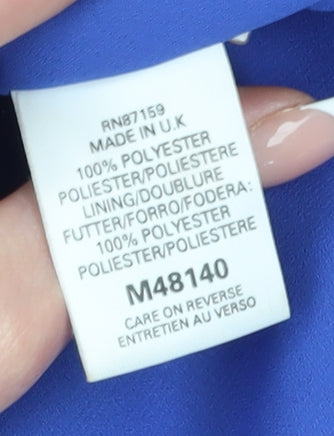 RN87159
MADE IN U.K
100% POLYESTER
POLIESTER/POLIESTERE
LINING/DOUBLURE
FUTTER/FORRO/FODERA:
100% POLYESTER
POLIESTER/POLIESTERE
M48140
CARE ON REVERSE
ENTRETIEN AU VERSO